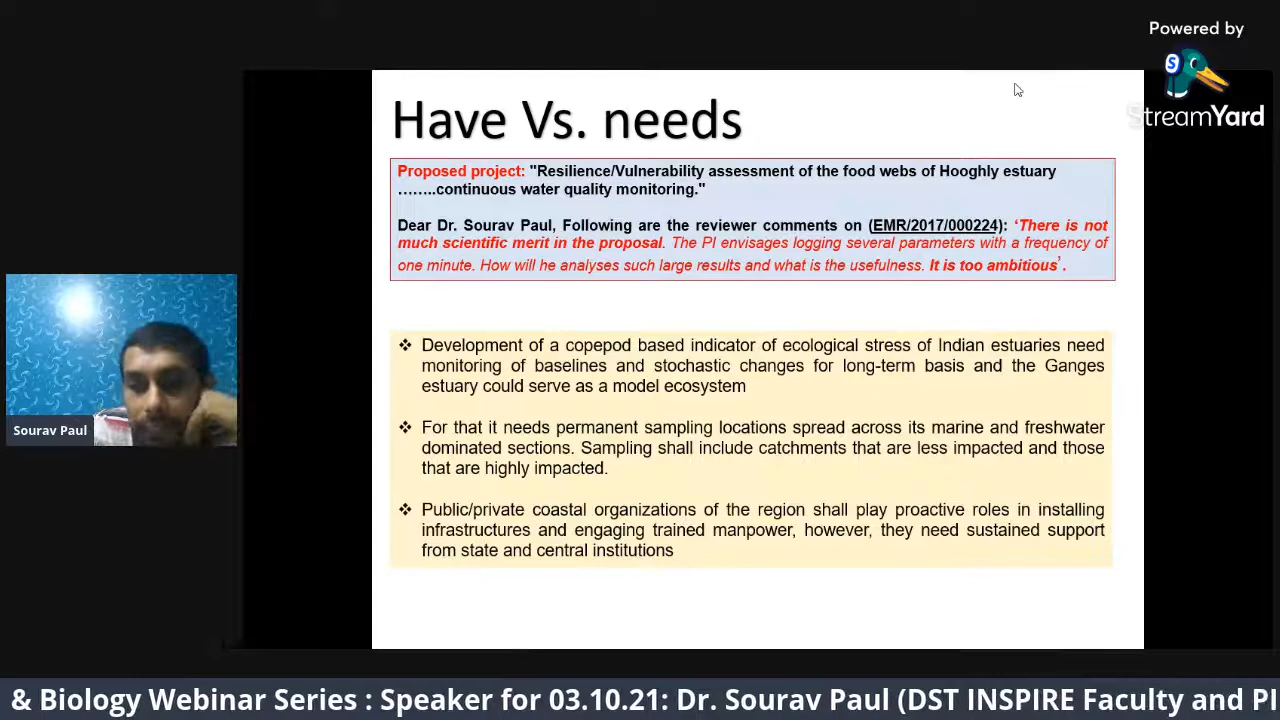 Powered by
StreamYard
Have Vs. needs
Proposed project: "Resilience/Vulnerability assessment of the food webs of Hooghly estuary
……..continuous water quality monitoring."
Dear Dr. Sourav Paul, Following are the reviewer comments on (EMR/2017/000224): ‘There is not
much scientific merit in the proposal. The PI envisages logging several parameters with a frequency of
one minute. How will he analyses such large results and what is the usefulness. It is too ambitious’.
❖ Development of a copepod based indicator of ecological stress of Indian estuaries need
monitoring of baselines and stochastic changes for long-term basis and the Ganges
estuary could serve as a model ecosystem
❖ For that it needs permanent sampling locations spread across its marine and freshwater
dominated sections. Sampling shall include catchments that are less impacted and those
that are highly impacted.
❖ Public/private coastal organizations of the region shall play proactive roles in installing
infrastructures and engaging trained manpower, however, they need sustained support
from state and central institutions
Sourav Paul
& Biology Webinar Series : Speaker for 03.10.21: Dr. Sourav Paul (DST INSPIRE Faculty and PI